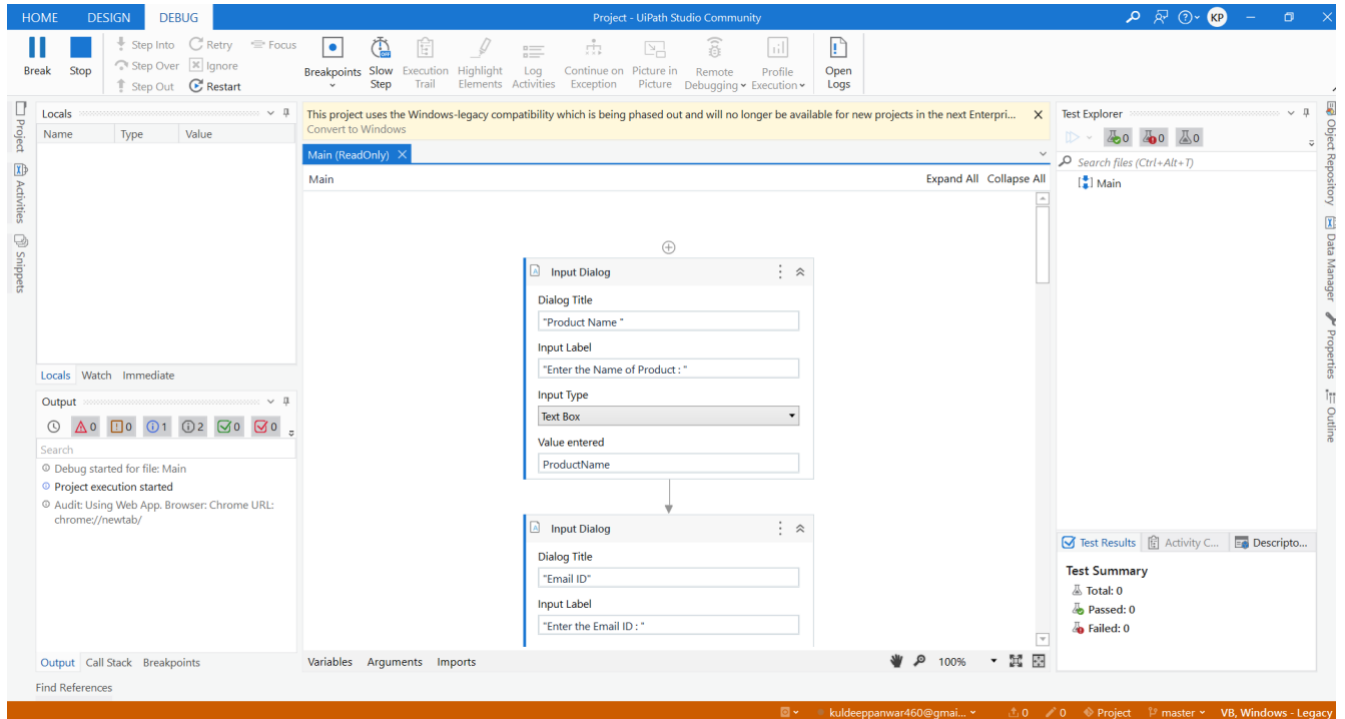 HOME DESIGN DEBUG Project - UiPath Studio Community KP
Break Stop Step Into Step Over Step Out Retry Ignore Restart Focus
Breakpoints Slow Step Execution Trail Highlight Elements Log Activities Continue on Exception Picture in Picture Remote Debugging Profile Execution Open Logs
Project
Activities
Snippets
Locals
Name Type Value
Locals Watch Immediate
Output
0 0 1 2 0 0
Search
Debug started for file: Main
Project execution started
Audit: Using Web App. Browser: Chrome URL:
chrome://newtab/
Output Call Stack Breakpoints
Find References
This project uses the Windows-legacy compatibility which is being phased out and will no longer be available for new projects in the next Enterpri...
Convert to Windows
Main (ReadOnly)
Main Expand All Collapse All
Input Dialog
Dialog Title
"Product Name "
Input Label
"Enter the Name of Product : "
Input Type
Text Box
Value entered
ProductName
Input Dialog
Dialog Title
"Email ID"
Input Label
"Enter the Email ID : "
Variables Arguments Imports 100%
Test Explorer
0 0 0
Search files (Ctrl+Alt+T)
Main
Test Results Activity C... Descripto...
Test Summary
Total: 0
Passed: 0
Failed: 0
Object Repository
Data Manager
Properties
Outline
kuldeeppanwar460@gmai... 0 0 Project master VB, Windows - Legacy